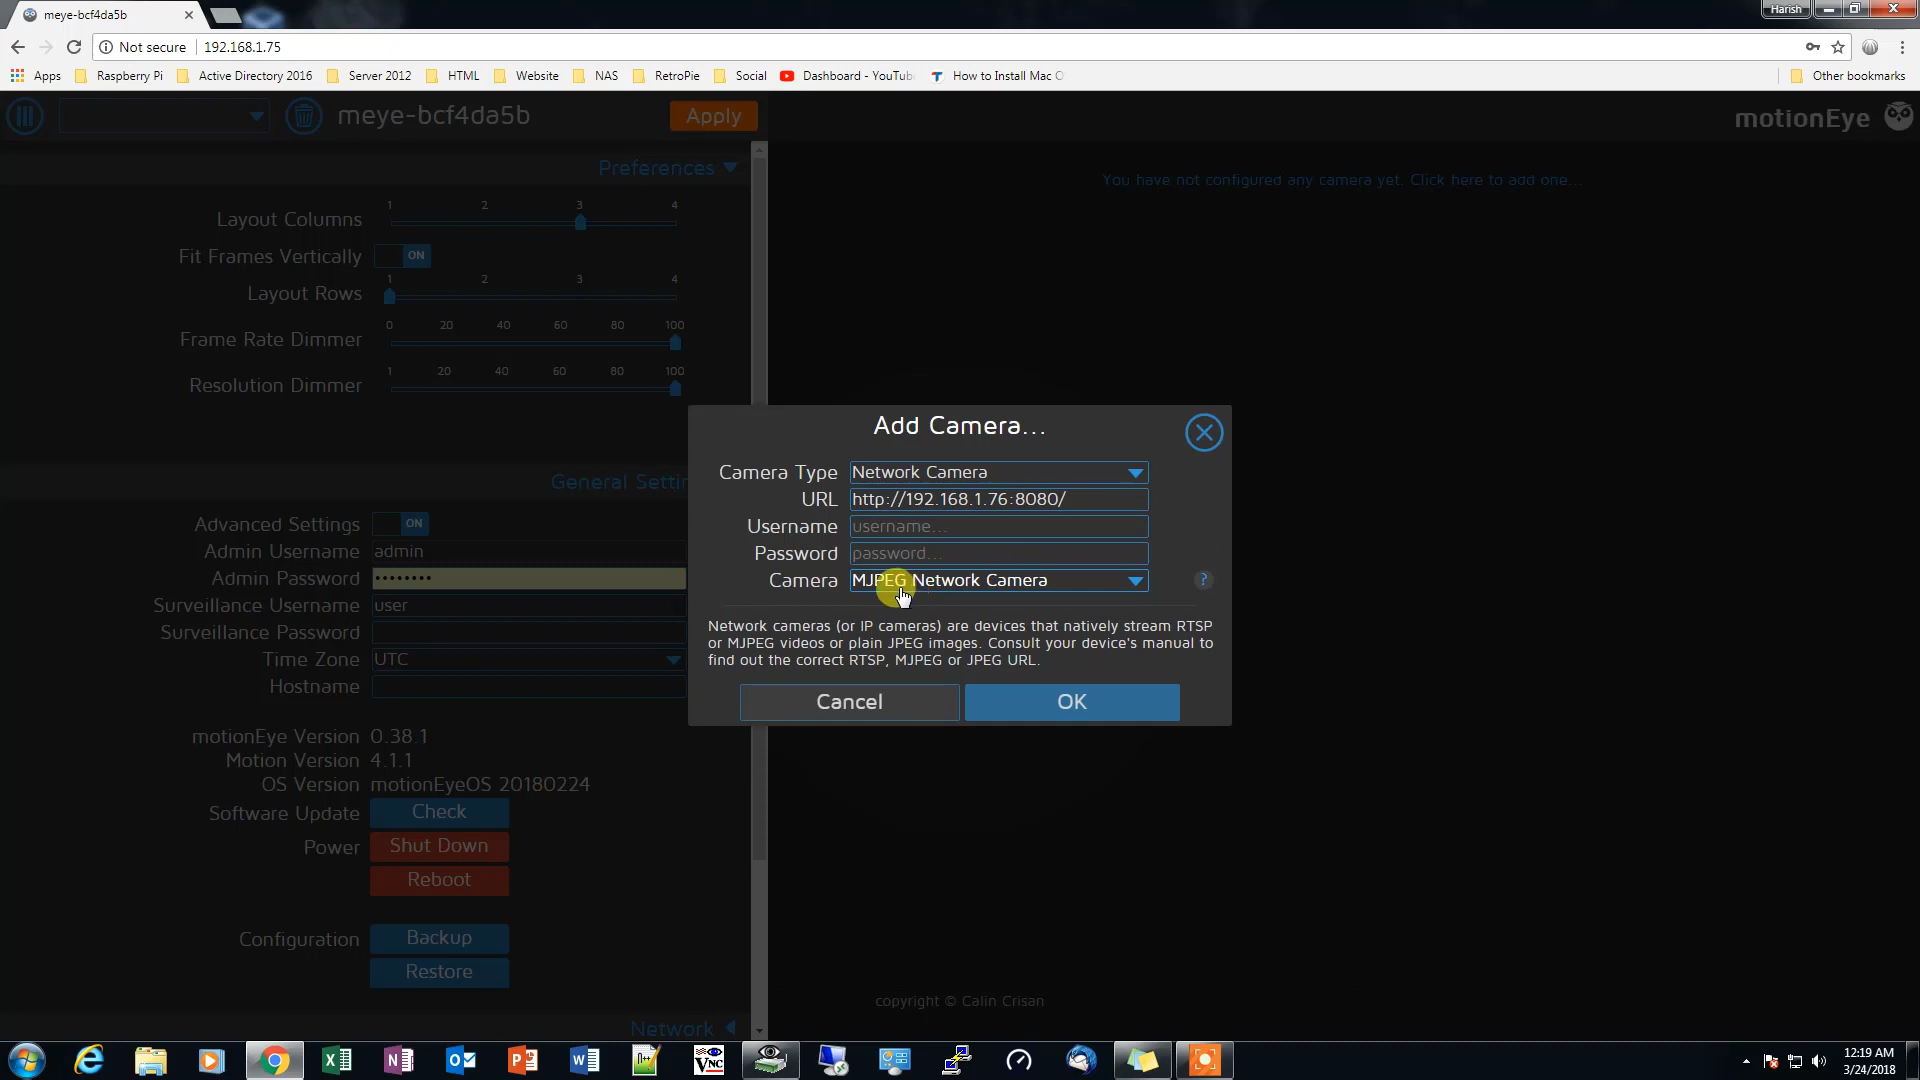 meye-bcf4da5b
Harish
Not secure
192.168.1.75
Apps
Raspberry Pi
Active Directory 2016
Server 2012
HTML
Website
NAS
RetroPie
Social
Dashboard - YouTub
How to Install Mac O
Other bookmarks
meye-bcf4da5b
Apply
motionEye
Preferences
You have not configured any camera yet. Click here to add one...
Layout Columns
1 2 3 4
Fit Frames Vertically
ON
Layout Rows
1 2 3 4
Frame Rate Dimmer
0 20 40 60 80 100
Resolution Dimmer
1 20 40 60 80 100
General Settin
Advanced Settings
ON
Admin Username
admin
Admin Password
••••••••
Surveillance Username
user
Surveillance Password
Time Zone
UTC
Hostname
motionEye Version
0.38.1
Motion Version
4.1.1
OS Version
motionEyeOS 20180224
Software Update
Check
Power
Shut Down
Reboot
Configuration
Backup
Restore
Network
Add Camera...
Camera Type
Network Camera
URL
http://192.168.1.76:8080/
Username
username...
Password
password...
Camera
MJPEG Network Camera
?
Network cameras (or IP cameras) are devices that natively stream RTSP
or MJPEG videos or plain JPEG images. Consult your device's manual to
find out the correct RTSP, MJPEG or JPEG URL.
Cancel
OK
copyright © Calin Crisan
12:19 AM
3/24/2018